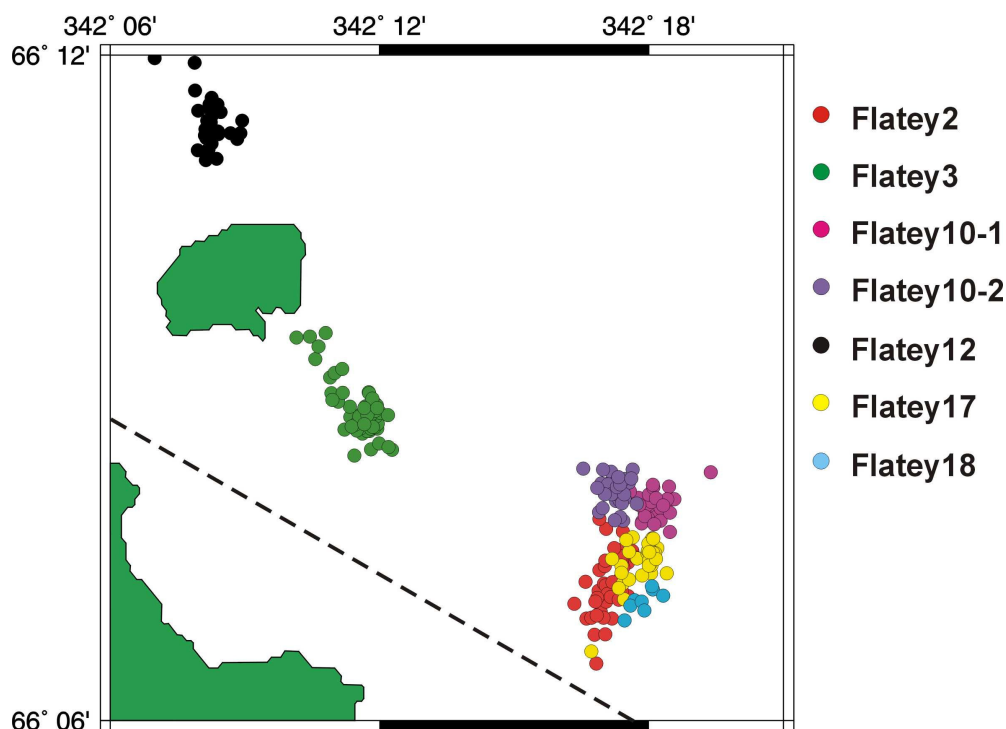 342° 06' 342° 12' 342° 18'
66° 12'
66° 06'
Flatey2
Flatey3
Flatey10-1
Flatey10-2
Flatey12
Flatey17
Flatey18